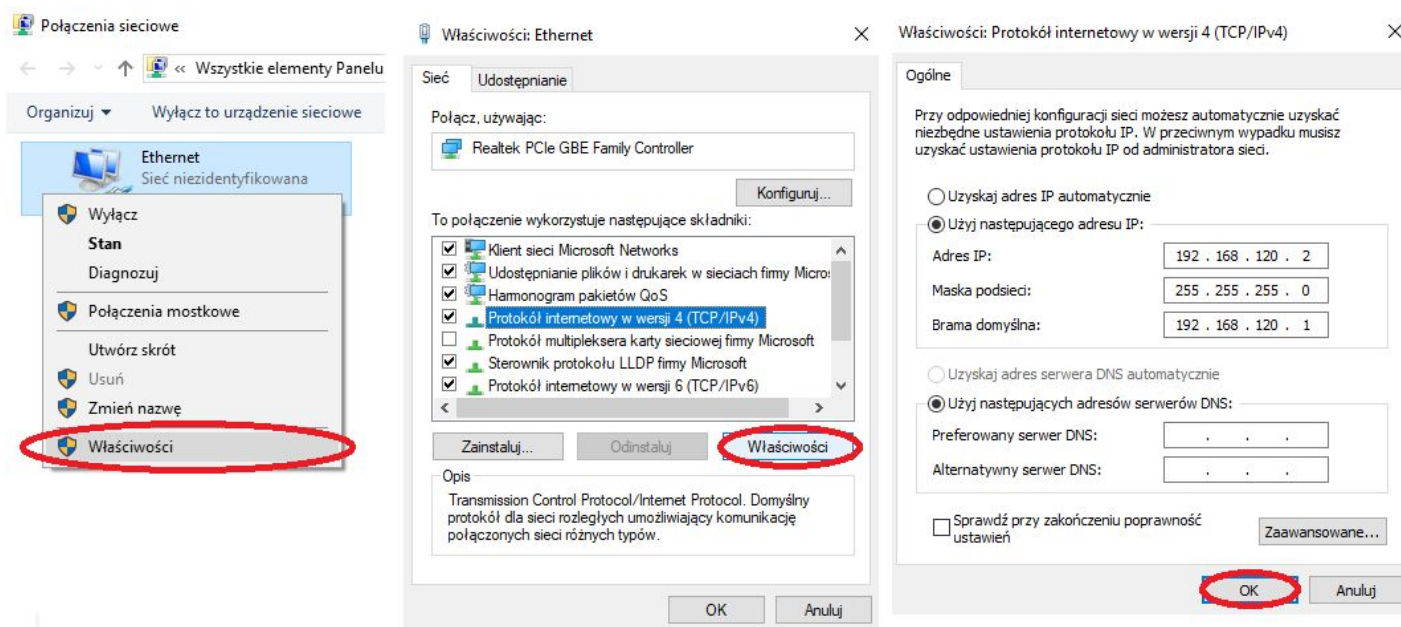 Połączenia sieciowe
« Wszystkie elementy Panelu
Organizuj
Wyłącz to urządzenie sieciowe
Ethernet
Sieć niezidentyfikowana
Wyłącz
Stan
Diagnozuj
Połączenia mostkowe
Utwórz skrót
Usuń
Zmień nazwę
Właściwości
Właściwości: Ethernet
Sieć
Udostępnianie
Połącz, używając:
Realtek PCIe GBE Family Controller
Konfiguruj...
To połączenie wykorzystuje następujące składniki:
Klient sieci Microsoft Networks
Udostępnianie plików i drukarek w sieciach firmy Micro
Harmonogram pakietów QoS
Protokół internetowy w wersji 4 (TCP/IPv4)
Protokół multipleksera karty sieciowej firmy Microsoft
Sterownik protokołu LLDP firmy Microsoft
Protokół internetowy w wersji 6 (TCP/IPv6)
Zainstaluj...
Odinstaluj
Właściwości
Opis
Transmission Control Protocol/Internet Protocol. Domyślny
protokół dla sieci rozległych umożliwiający komunikację
połączonych sieci różnych typów.
OK
Anuluj
Właściwości: Protokół internetowy w wersji 4 (TCP/IPv4)
Ogólne
Przy odpowiedniej konfiguracji sieci możesz automatycznie uzyskać
niezbędne ustawienia protokołu IP. W przeciwnym wypadku musisz
uzyskać ustawienia protokołu IP od administratora sieci.
Uzyskaj adres IP automatycznie
Użyj następującego adresu IP:
Adres IP:
192 . 168 . 120 . 2
Maska podsieci:
255 . 255 . 255 . 0
Brama domyślna:
192 . 168 . 120 . 1
Uzyskaj adres serwera DNS automatycznie
Użyj następujących adresów serwerów DNS:
Preferowany serwer DNS:
. . .
Alternatywny serwer DNS:
. . .
Sprawdź przy zakończeniu poprawność
ustawień
Zaawansowane...
OK
Anuluj